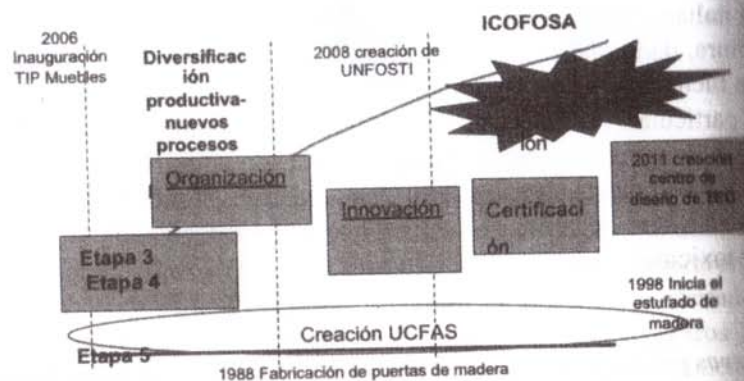 ICOFOSA
2006
Inauguración
TIP Muebles
Diversificac
ión
productiva-
nuevos
procesos
2008 creación de
UNFOSTI
ión
Organización
Innovación
Certificaci
ón
2011 creación
centro de
diseño de
Etapa 3
Etapa 4
1998 Inicia el
estufado de
madera
Creación UCFAS
Etapa 5
1988 Fabricación de puertas de madera